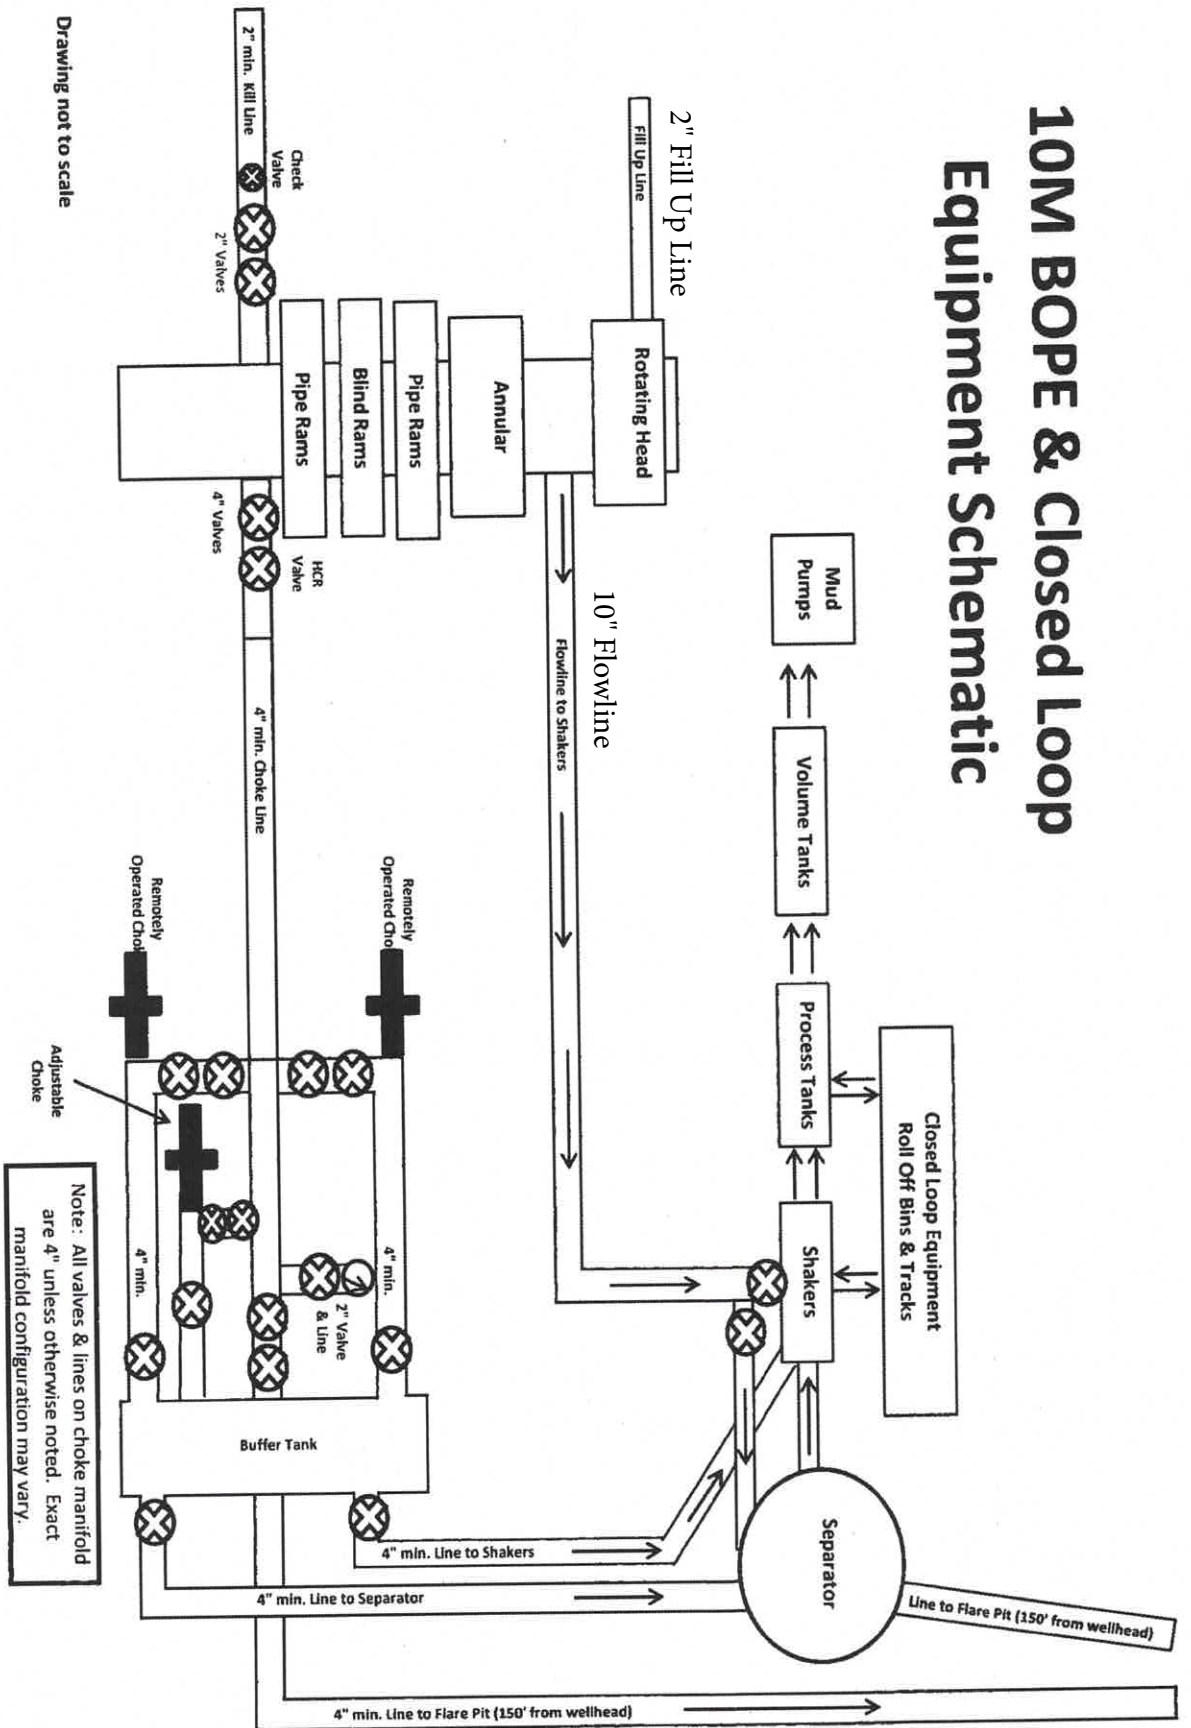 10M BOPE & Closed Loop
Equipment Schematic
Closed Loop Equipment
Roll Off Bins & Tracks
Mud
Pumps
Volume Tanks
Process Tanks
Shakers
Separator
Line to Flare Pit (150' from wellhead)
2" Fill Up Line
Fill Up Line
Rotating Head
10" Flowline
Flowline to Shakers
Annular
Pipe Rams
Blind Rams
Pipe Rams
Check
Valve
2" min. Kill Line
2" Valves
HCR
Valve
4" Valves
4" min. Choke Line
Remotely
Operated Cho
Remotely
Operated Chok
Adjustable
Choke
4" min.
2" Valve
& Line
4" min.
Buffer Tank
4" min. Line to Shakers
4" min. Line to Separator
4" min. Line to Flare Pit (150' from wellhead)
Drawing not to scale
Note: All valves & lines on choke manifold
are 4" unless otherwise noted. Exact
manifold configuration may vary.